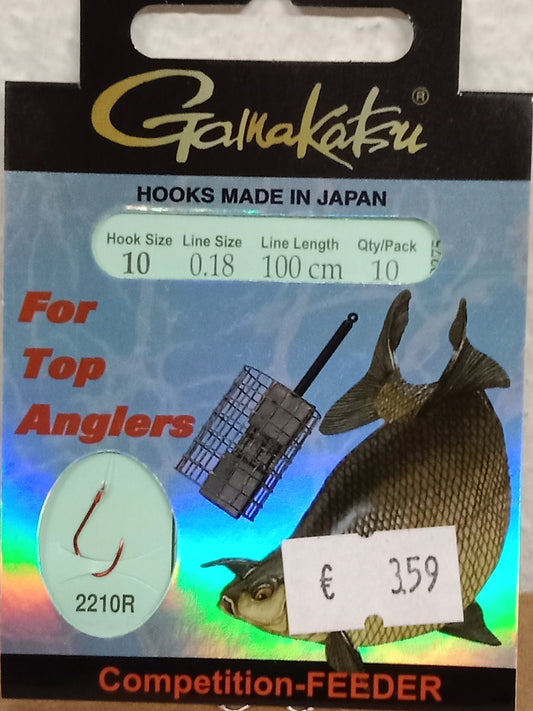 Gamakatsu®
HOOKS MADE IN JAPAN
Hook Size Line Size Line Length Qty/Pack
10 0.18 100 cm 10
For
Top
Anglers
2210R
€ 3.59
Competition-FEEDER